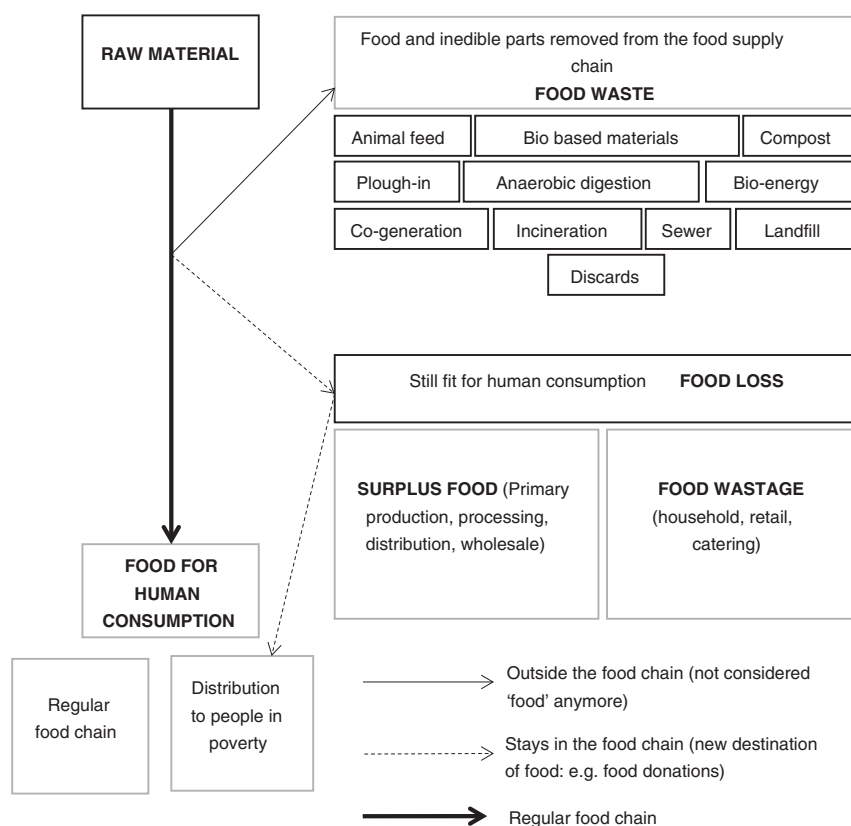 RAW MATERIAL
Food and inedible parts removed from the food supply
chain
FOOD WASTE
Animal feed
Bio based materials
Compost
Plough-in
Anaerobic digestion
Bio-energy
Co-generation
Incineration
Sewer
Landfill
Discards
Still fit for human consumption FOOD LOSS
SURPLUS FOOD (Primary
production, processing,
distribution, wholesale)
FOOD WASTAGE
(household, retail,
catering)
FOOD FOR
HUMAN
CONSUMPTION
Regular
food chain
Distribution
to people in
poverty
Outside the food chain (not considered
‘food’ anymore)
Stays in the food chain (new destination
of food: e.g. food donations)
Regular food chain